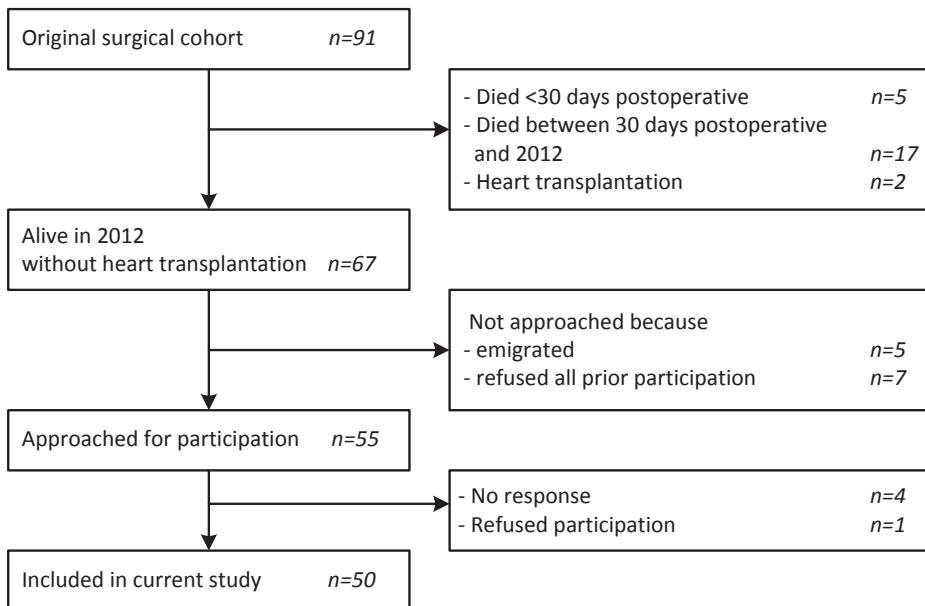 Original surgical cohort n=91
- Died <30 days postoperative n=5
- Died between 30 days postoperative
and 2012 n=17
- Heart transplantation n=2
Alive in 2012
without heart transplantation n=67
Not approached because
- emigrated n=5
- refused all prior participation n=7
Approached for participation n=55
- No response n=4
- Refused participation n=1
Included in current study n=50